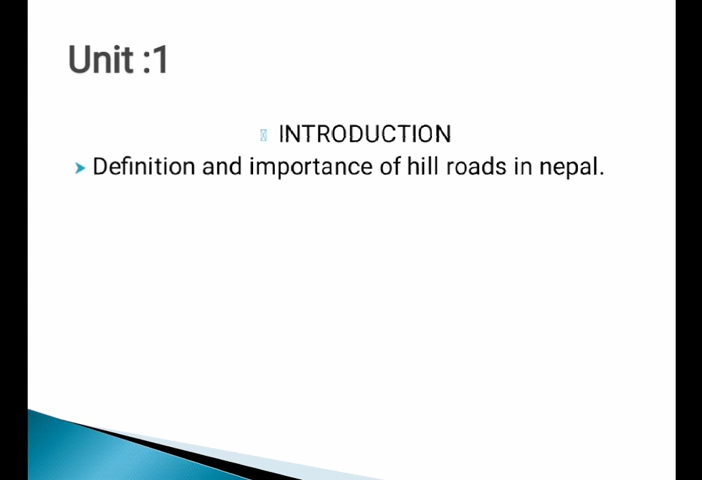 Unit :1
INTRODUCTION
Definition and importance of hill roads in nepal.